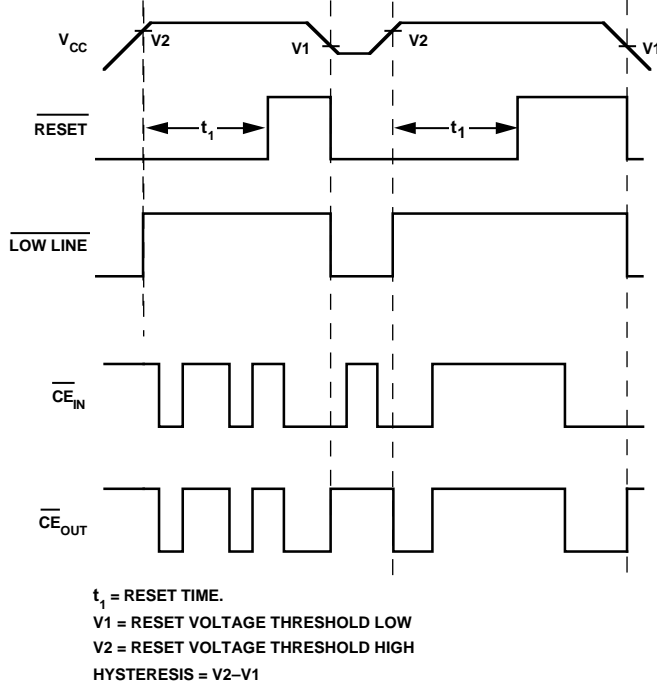 V2 V2
VCC V1 V1
RESET t1 t1
LOW LINE
CEIN
CEOUT
t1 = RESET TIME.
V1 = RESET VOLTAGE THRESHOLD LOW
V2 = RESET VOLTAGE THRESHOLD HIGH
HYSTERESIS = V2–V1